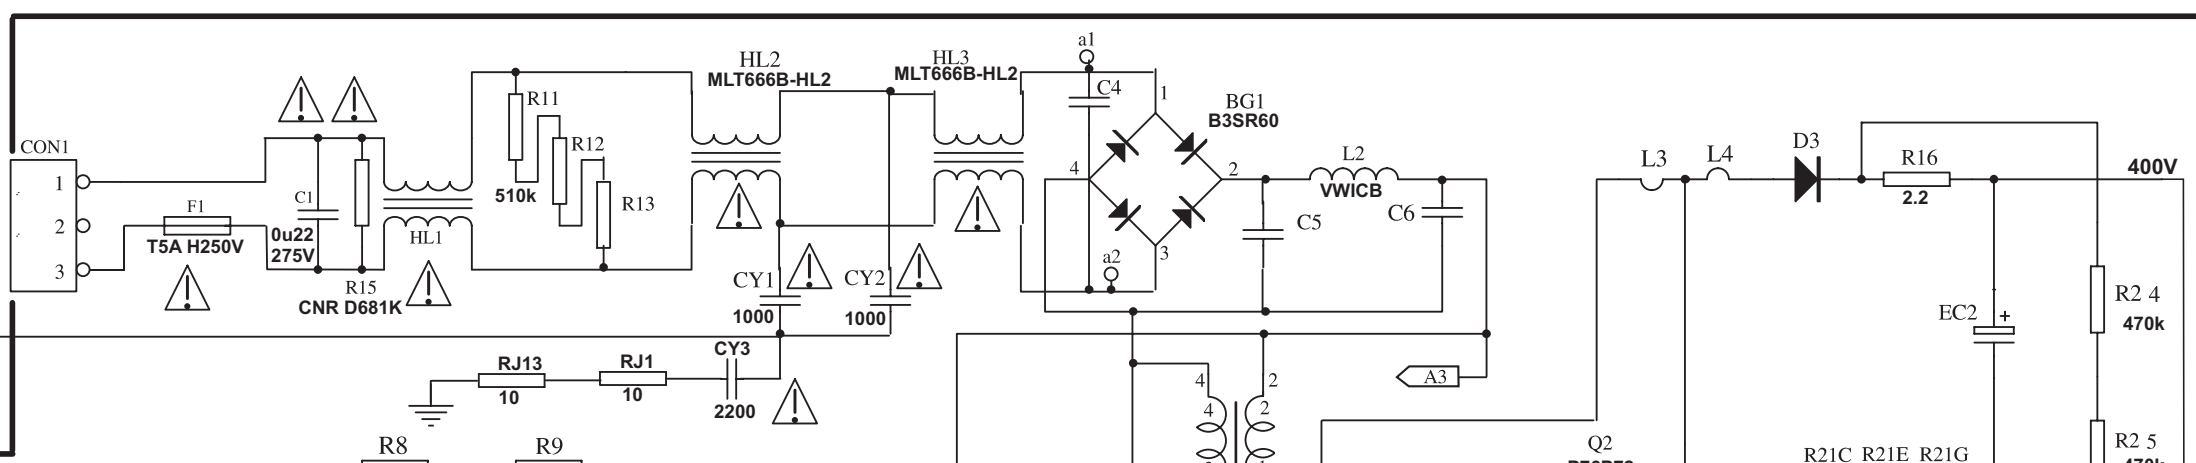 a1
HL2
MLT666B-HL2
HL3
MLT666B-HL2
C4
1
BG1
B3SR60
R11
R12
510k
R13
CON1
1
2
3
F1
T5A H250V
C1
0u22
275V
HL1
R15
CNR D681K
4
2
3
L2
VWICB
C5
C6
L3
L4
D3
R16
2.2
400V
a2
CY1
1000
CY2
1000
EC2
+
R2 4
470k
RJ13
10
RJ1
10
CY3
2200
A3
4
2
4
2
R8
R9
Q2
R21C R21E R21G
R2 5